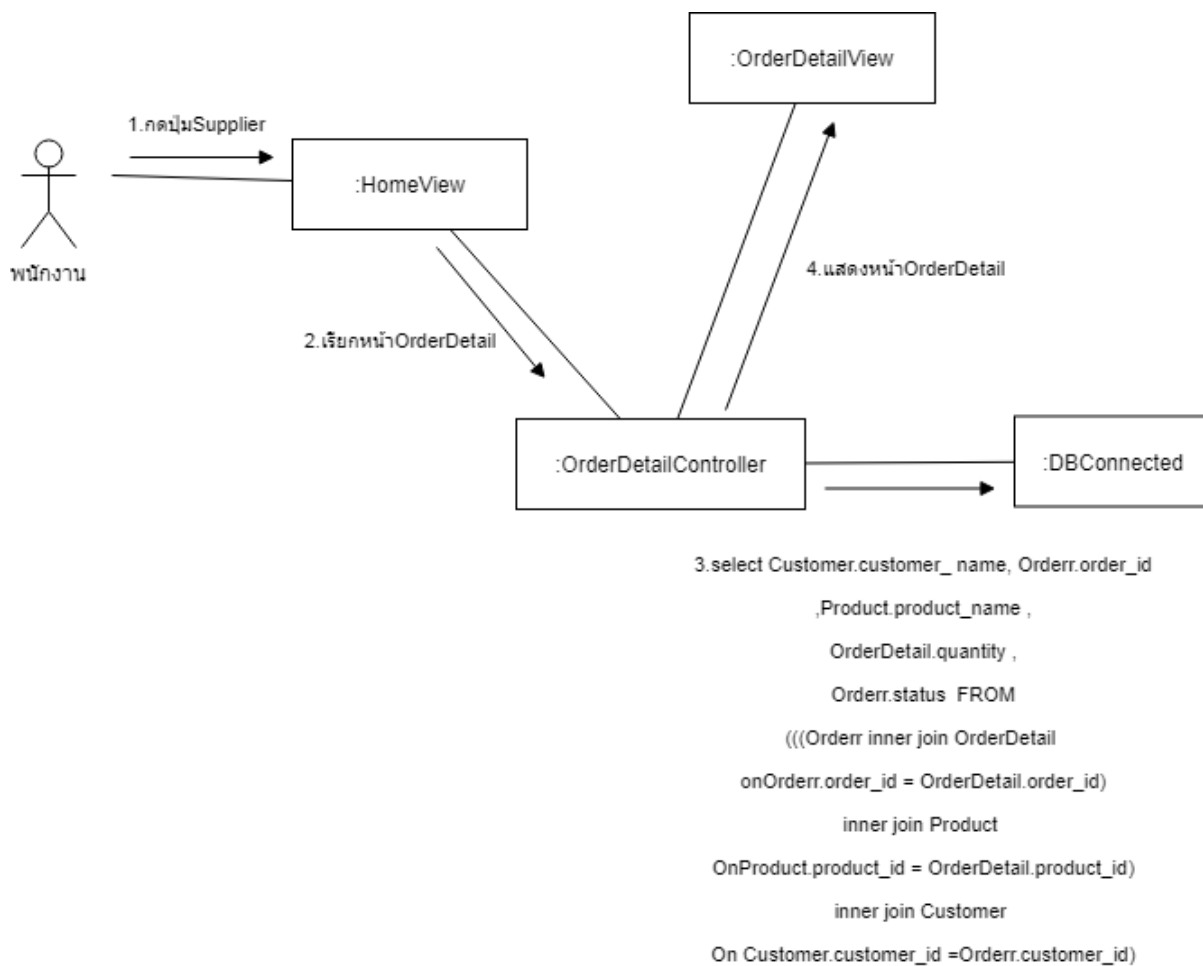 :OrderDetailView
1.กดปุ่มSupplier
:HomeView
พนักงาน
4.แสดงหน้าOrderDetail
2.เรียกหน้าOrderDetail
:OrderDetailController
:DBConnected
3.select Customer.customer_ name, Orderr.order_id
,Product.product_name ,
OrderDetail.quantity ,
Orderr.status  FROM
(((Orderr inner join OrderDetail
onOrderr.order_id = OrderDetail.order_id)
inner join Product
OnProduct.product_id = OrderDetail.product_id)
inner join Customer
On Customer.customer_id =Orderr.customer_id)